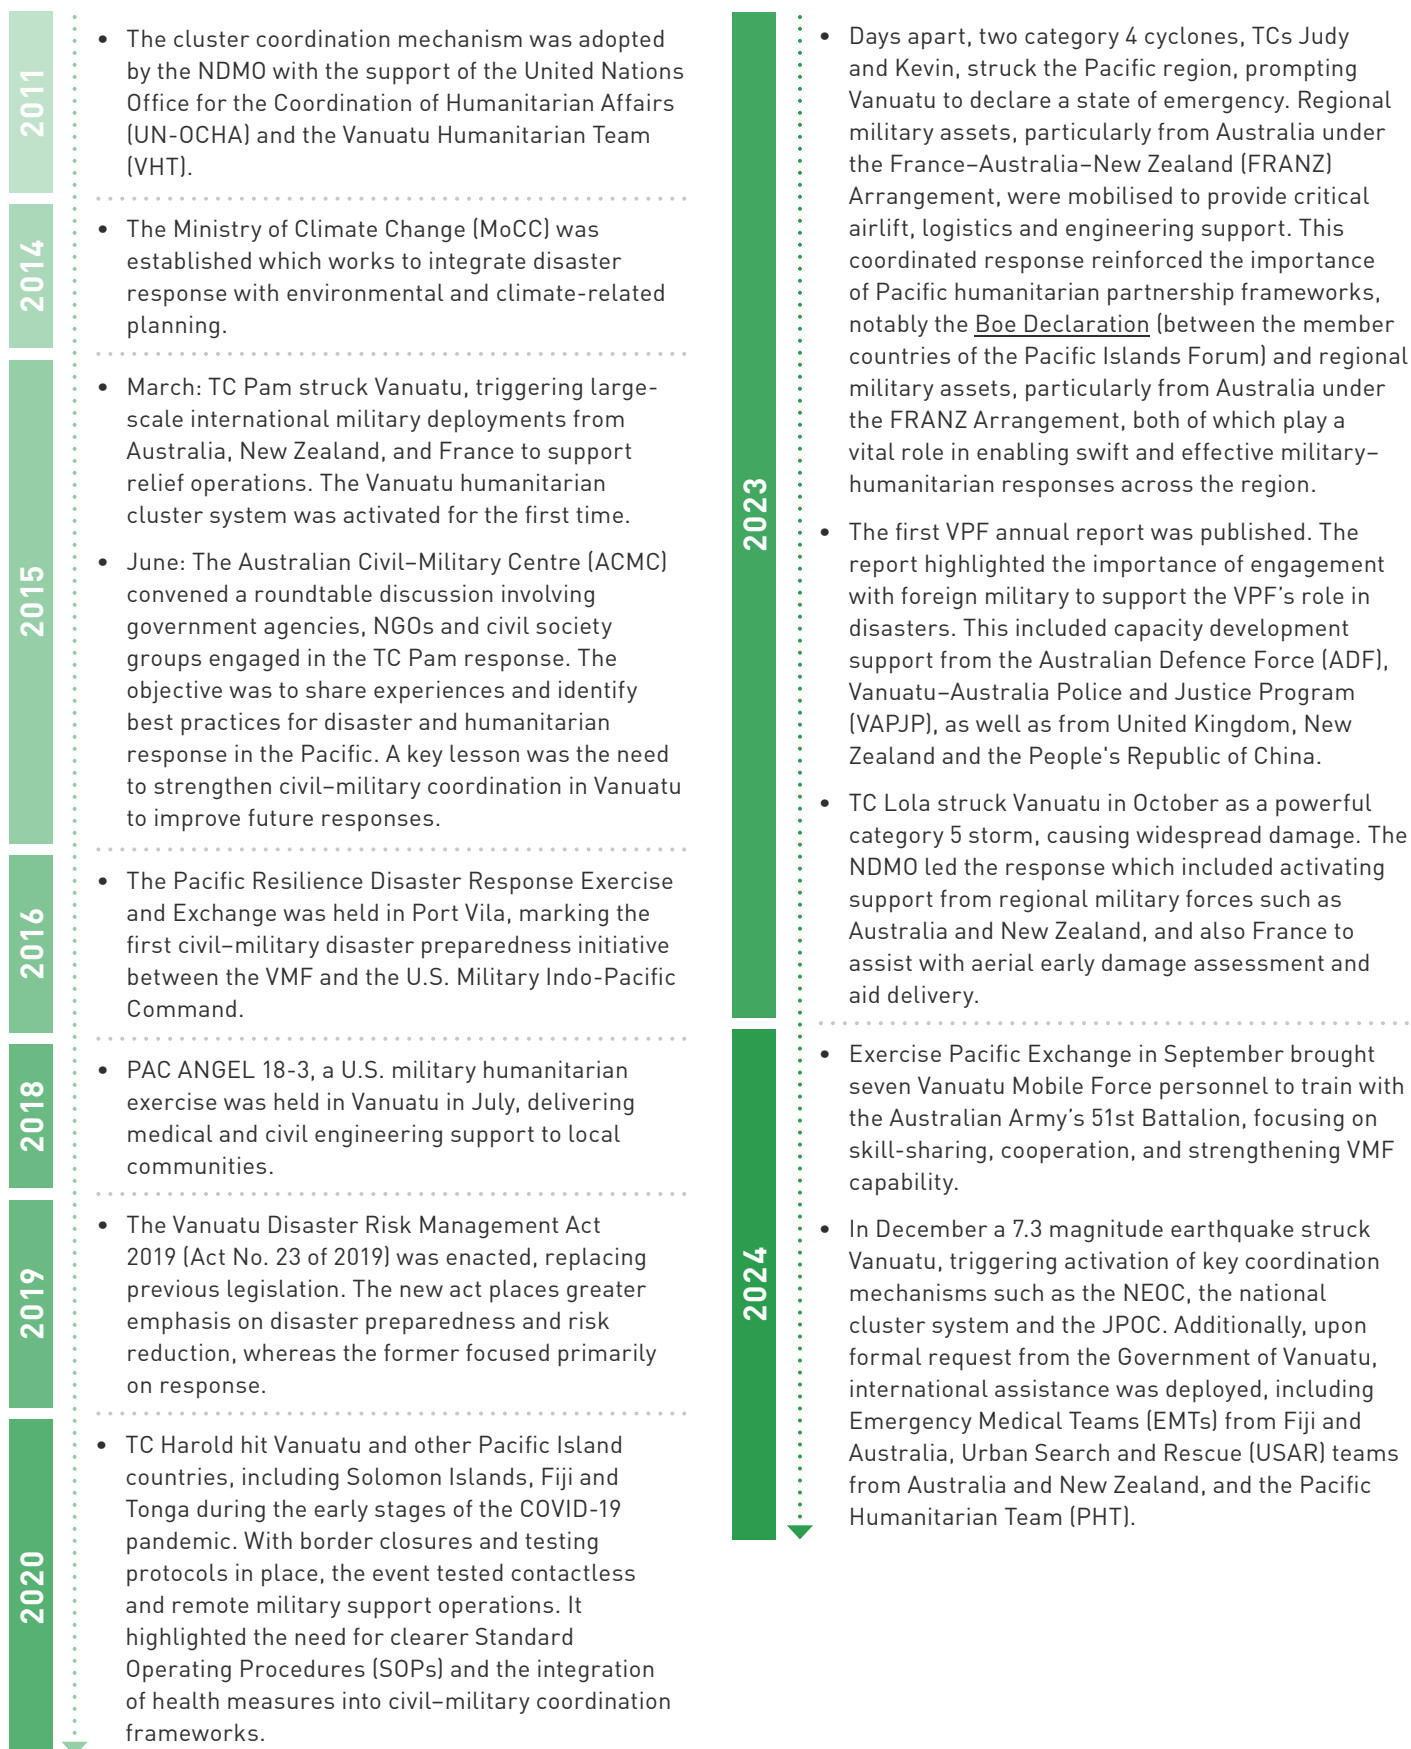 2011
• The cluster coordination mechanism was adopted
by the NDMO with the support of the United Nations
Office for the Coordination of Humanitarian Affairs
(UN-OCHA) and the Vanuatu Humanitarian Team
(VHT).
2014
• The Ministry of Climate Change (MoCC) was
established which works to integrate disaster
response with environmental and climate-related
planning.
2015
• March: TC Pam struck Vanuatu, triggering large-
scale international military deployments from
Australia, New Zealand, and France to support
relief operations. The Vanuatu humanitarian
cluster system was activated for the first time.
• June: The Australian Civil–Military Centre (ACMC)
convened a roundtable discussion involving
government agencies, NGOs and civil society
groups engaged in the TC Pam response. The
objective was to share experiences and identify
best practices for disaster and humanitarian
response in the Pacific. A key lesson was the need
to strengthen civil–military coordination in Vanuatu
to improve future responses.
2016
• The Pacific Resilience Disaster Response Exercise
and Exchange was held in Port Vila, marking the
first civil–military disaster preparedness initiative
between the VMF and the U.S. Military Indo-Pacific
Command.
2018
• PAC ANGEL 18-3, a U.S. military humanitarian
exercise was held in Vanuatu in July, delivering
medical and civil engineering support to local
communities.
2019
• The Vanuatu Disaster Risk Management Act
2019 (Act No. 23 of 2019) was enacted, replacing
previous legislation. The new act places greater
emphasis on disaster preparedness and risk
reduction, whereas the former focused primarily
on response.
2020
• TC Harold hit Vanuatu and other Pacific Island
countries, including Solomon Islands, Fiji and
Tonga during the early stages of the COVID-19
pandemic. With border closures and testing
protocols in place, the event tested contactless
and remote military support operations. It
highlighted the need for clearer Standard
Operating Procedures (SOPs) and the integration
of health measures into civil–military coordination
frameworks.
2023
• Days apart, two category 4 cyclones, TCs Judy
and Kevin, struck the Pacific region, prompting
Vanuatu to declare a state of emergency. Regional
military assets, particularly from Australia under
the France–Australia–New Zealand (FRANZ)
Arrangement, were mobilised to provide critical
airlift, logistics and engineering support. This
coordinated response reinforced the importance
of Pacific humanitarian partnership frameworks,
notably the Boe Declaration (between the member
countries of the Pacific Islands Forum) and regional
military assets, particularly from Australia under
the FRANZ Arrangement, both of which play a
vital role in enabling swift and effective military–
humanitarian responses across the region.
• The first VPF annual report was published. The
report highlighted the importance of engagement
with foreign military to support the VPF’s role in
disasters. This included capacity development
support from the Australian Defence Force (ADF),
Vanuatu–Australia Police and Justice Program
(VAPJP), as well as from United Kingdom, New
Zealand and the People's Republic of China.
• TC Lola struck Vanuatu in October as a powerful
category 5 storm, causing widespread damage. The
NDMO led the response which included activating
support from regional military forces such as
Australia and New Zealand, and also France to
assist with aerial early damage assessment and
aid delivery.
2024
• Exercise Pacific Exchange in September brought
seven Vanuatu Mobile Force personnel to train with
the Australian Army’s 51st Battalion, focusing on
skill-sharing, cooperation, and strengthening VMF
capability.
• In December a 7.3 magnitude earthquake struck
Vanuatu, triggering activation of key coordination
mechanisms such as the NEOC, the national
cluster system and the JPOC. Additionally, upon
formal request from the Government of Vanuatu,
international assistance was deployed, including
Emergency Medical Teams (EMTs) from Fiji and
Australia, Urban Search and Rescue (USAR) teams
from Australia and New Zealand, and the Pacific
Humanitarian Team (PHT).